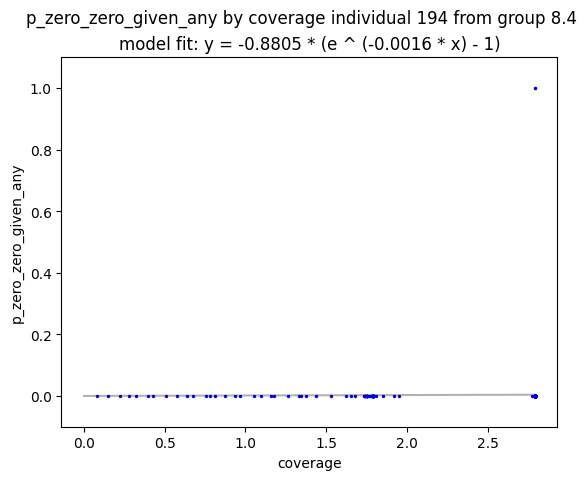 p_zero_zero_given_any by coverage individual 194 from group 8.4
model fit: y = -0.8805 * (e ^ (-0.0016 * x) - 1)
1.0
0.8
0.6
0.4
0.2
0.0
p_zero_zero_given_any
0.0 0.5 1.0 1.5 2.0 2.5
coverage